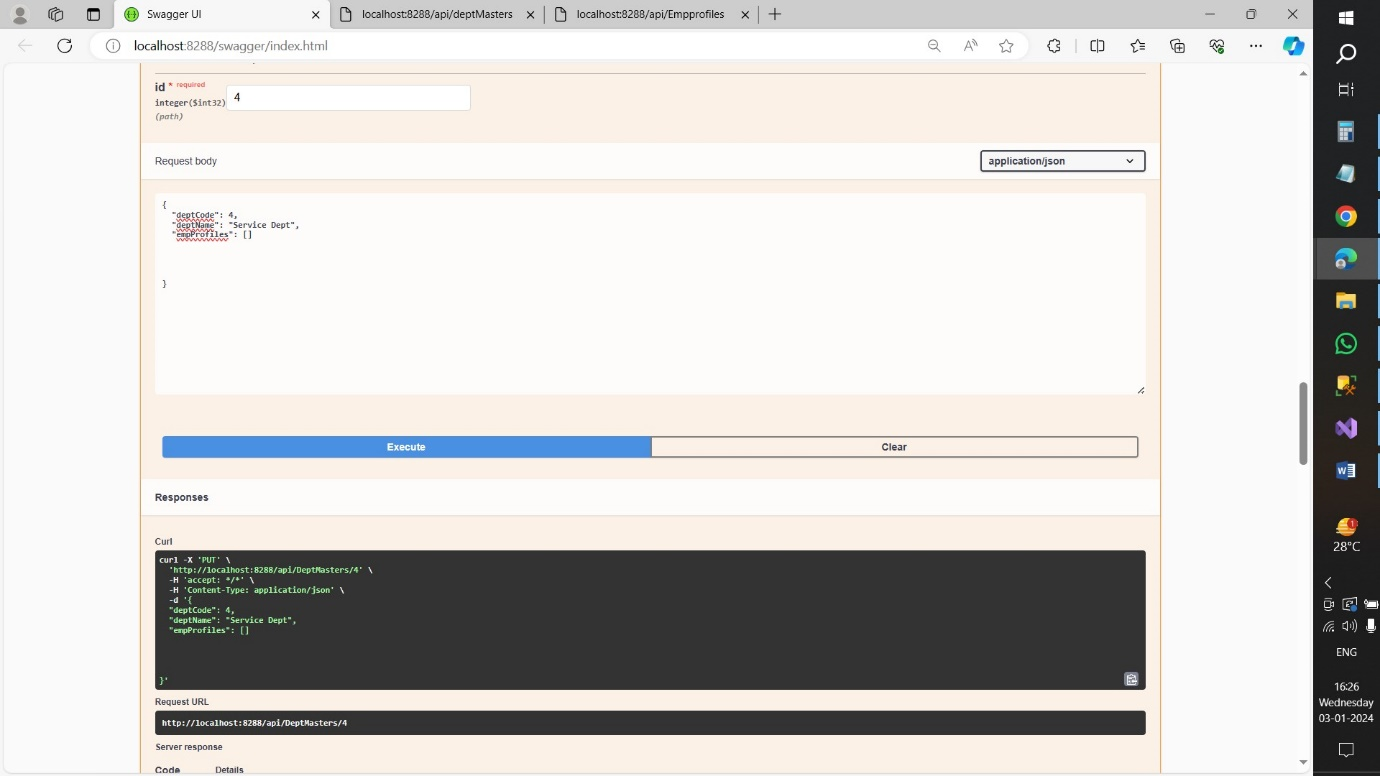 Swagger UI
localhost:8288/api/deptMasters
localhost:8288/api/Empprofiles
localhost:8288/swagger/index.html
id * required
integer($int32)
(path)
4
Request body
application/json
{
"deptCode": 4,
"deptName": "Service Dept",
"empProfiles": []
}
Execute
Clear
Responses
Curl
curl -X 'PUT' \
'http://localhost:8288/api/DeptMasters/4' \
-H 'accept: */*' \
-H 'Content-Type: application/json' \
-d '{
"deptCode": 4,
"deptName": "Service Dept",
"empProfiles": []
}'
Request URL
http://localhost:8288/api/DeptMasters/4
Server response
Code
Details
1
28°C
ENG
16:26
Wednesday
03-01-2024